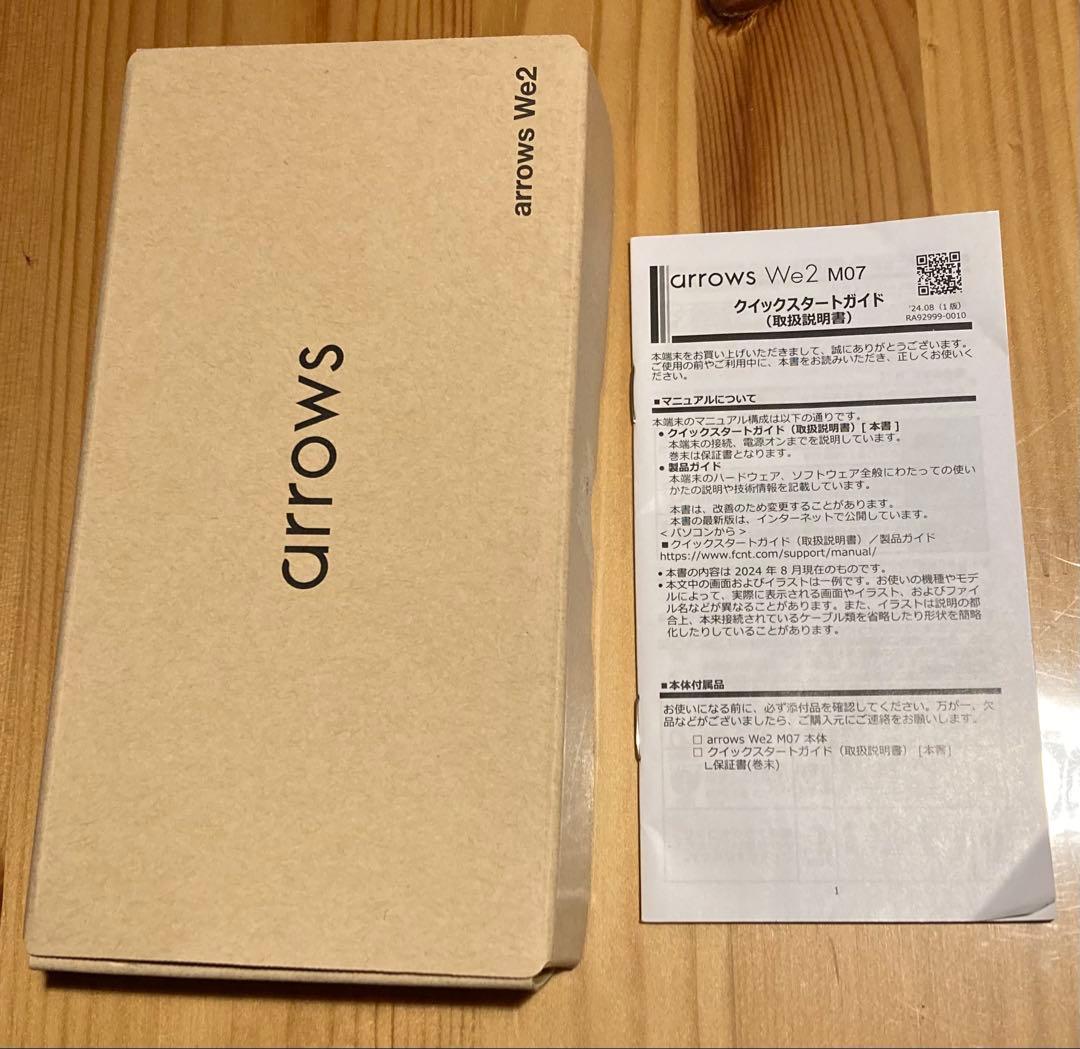 arrows We2
arrows
arrows We2 M07
クイックスタートガイド
(取扱説明書)
'24.08（1版）
RA92999-0010
本端末をお買い上げいただきまして、誠にありがとうございます。
ご使用の前やご利用中に、本書をお読みいただき、正しくお使いく
ださい。
■マニュアルについて
本端末のマニュアル構成は以下の通りです。
● クイックスタートガイド（取扱説明書）[ 本書 ]
本端末の接続、電源オンまでを説明しています。
巻末は保証書となります。
● 製品ガイド
本端末のハードウェア、ソフトウェア全般にわたっての使い
かたの説明や技術情報を記載しています。
本書は、改善のため変更することがあります。
本書の最新版は、インターネットで公開しています。
< パソコンから >
■ クイックスタートガイド（取扱説明書）／製品ガイド
https://www.fcnt.com/support/manual/
● 本書の内容は 2024 年 8 月現在のものです。
● 本文中の画面およびイラストは一例です。お使いの機種やモデ
ルによって、実際に表示される画面やイラスト、およびファイ
ル名などが異なることがあります。また、イラストは説明の都
合上、本来接続されているケーブル類を省略したり形状を簡略
化したりしていることがあります。
■本体付属品
お使いになる前に、必ず添付品を確認してください。万が一、欠
品などがございましたら、ご購入元にご連絡をお願いします。
□ arrows We2 M07 本体
□ クイックスタートガイド（取扱説明書） [本書]
∟保証書(巻末)
1